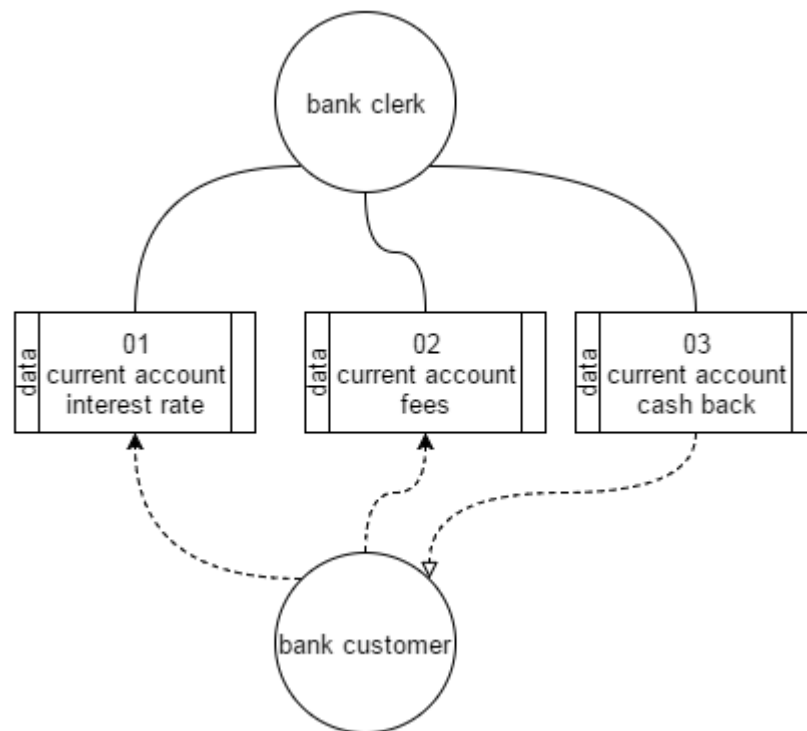 bank clerk
data
01
current account
interest rate
data
02
current account
fees
data
03
current account
cash back
bank customer